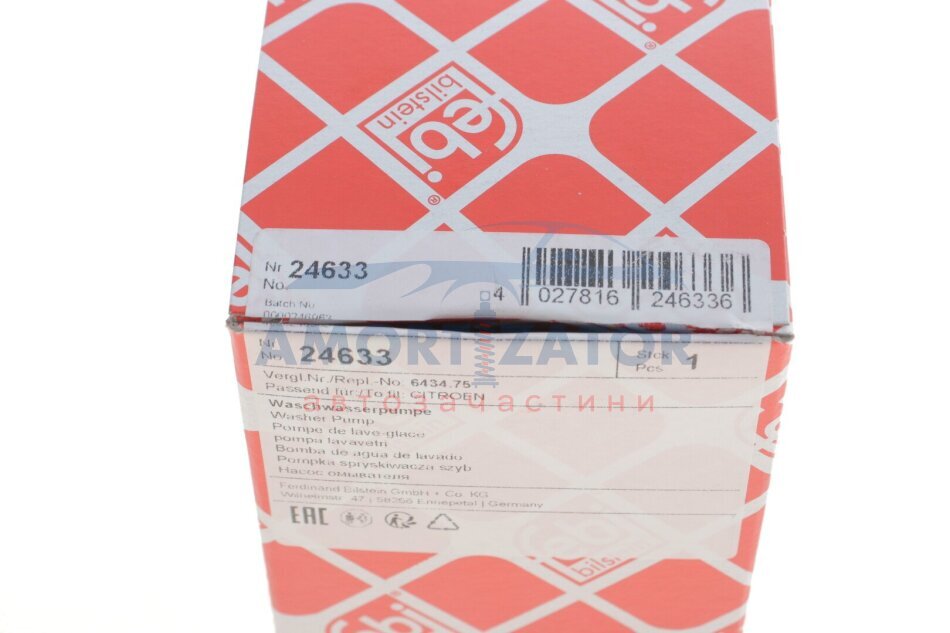 febi
bilstein
®
Nr
No. 24633
Batch No
4 027816 246336
AMORTIZATOR
автозапчастини
Nr
No. 24633
Stck
Pcs 1
Vergl.Nr./Repl.-No: 6434.75
Passend für:/To fit: CITROEN
Waschwasserpumpe
Washer Pump
Pompe de lave-glace
pompa lavavetri
Bomba de agua de lavado
Pompka spryskiwacza szyb
Насос омывателя
Ferdinand Bilstein GmbH + Co. KG
Wilhelmstr. 47 | 58256 Ennepetal | Germany
EAC
febi
bils